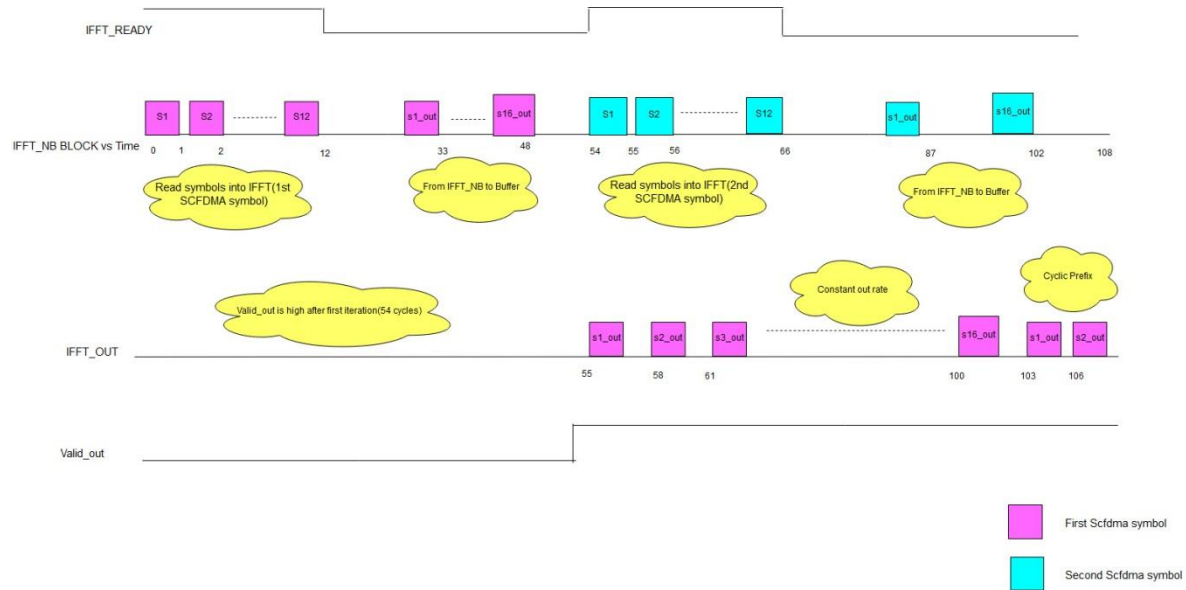 IFFT_READY
S1 S2 S12 s1_out s16_out S1 S2 S12 s1_out s16_out
IFFT_NB BLOCK vs Time 0 1 2 12 33 48 54 55 56 66 87 102 108
Read symbols into IFFT(1st
SCFDMA symbol)
From IFFT_NB to Buffer
Read symbols into IFFT(2nd
SCFDMA symbol)
From IFFT_NB to Buffer
Valid_out is high after first iteration(54 cycles)
Constant out rate
Cyclic Prefix
s1_out s2_out s3_out s16_out s1_out s2_out
IFFT_OUT
55 58 61 100 103 106
Valid_out
First Scfdma symbol
Second Scfdma symbol